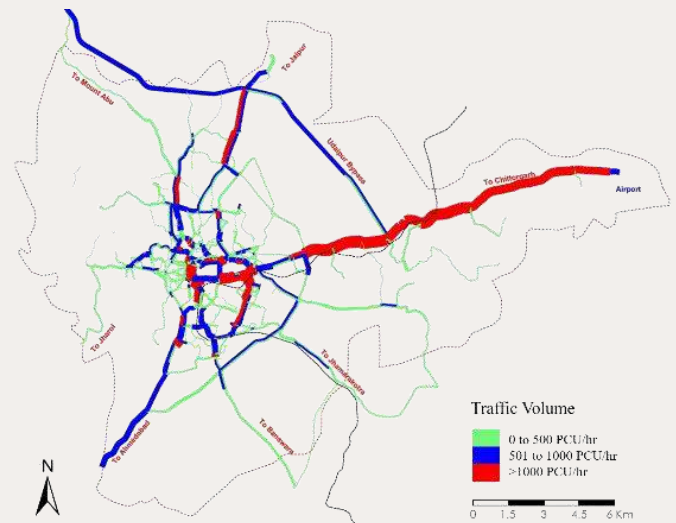 To Jaipur
To Mount Abu
Udaipur Bypass
To Chittorgarh
Airport
To Jharol
To Jhamarkotra
To Ahmedabad
To Banswara
Traffic Volume
0 to 500 PCU/hr
501 to 1000 PCU/hr
>1000 PCU/hr
N
0 1.5 3 4.5 6 Km